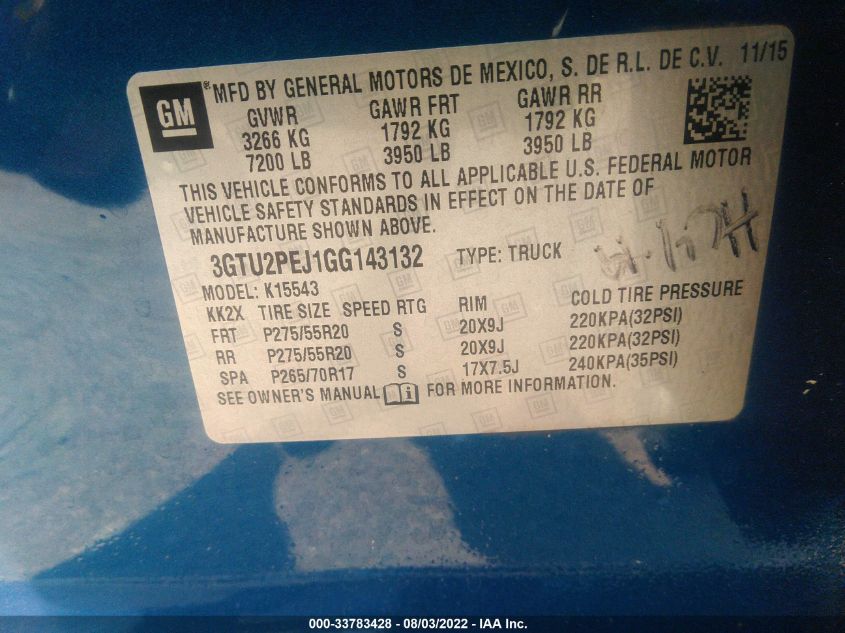 MFD BY GENERAL MOTORS DE MEXICO, S. DE R.L. DE C.V. 11/15
GM ®
GVWR GAWR FRT GAWR RR
3266 KG 1792 KG 1792 KG
7200 LB 3950 LB 3950 LB
THIS VEHICLE CONFORMS TO ALL APPLICABLE U.S. FEDERAL MOTOR
VEHICLE SAFETY STANDARDS IN EFFECT ON THE DATE OF
MANUFACTURE SHOWN ABOVE.
3GTU2PEJ1GG143132 TYPE: TRUCK
MODEL: K15543
KK2X TIRE SIZE SPEED RTG RIM COLD TIRE PRESSURE
FRT P275/55R20 S 20X9J 220KPA(32PSI)
RR P275/55R20 S 20X9J 220KPA(32PSI)
SPA P265/70R17 S 17X7.5J 240KPA(35PSI)
SEE OWNER'S MANUAL i FOR MORE INFORMATION.
000-33783428 - 08/03/2022 - IAA Inc.